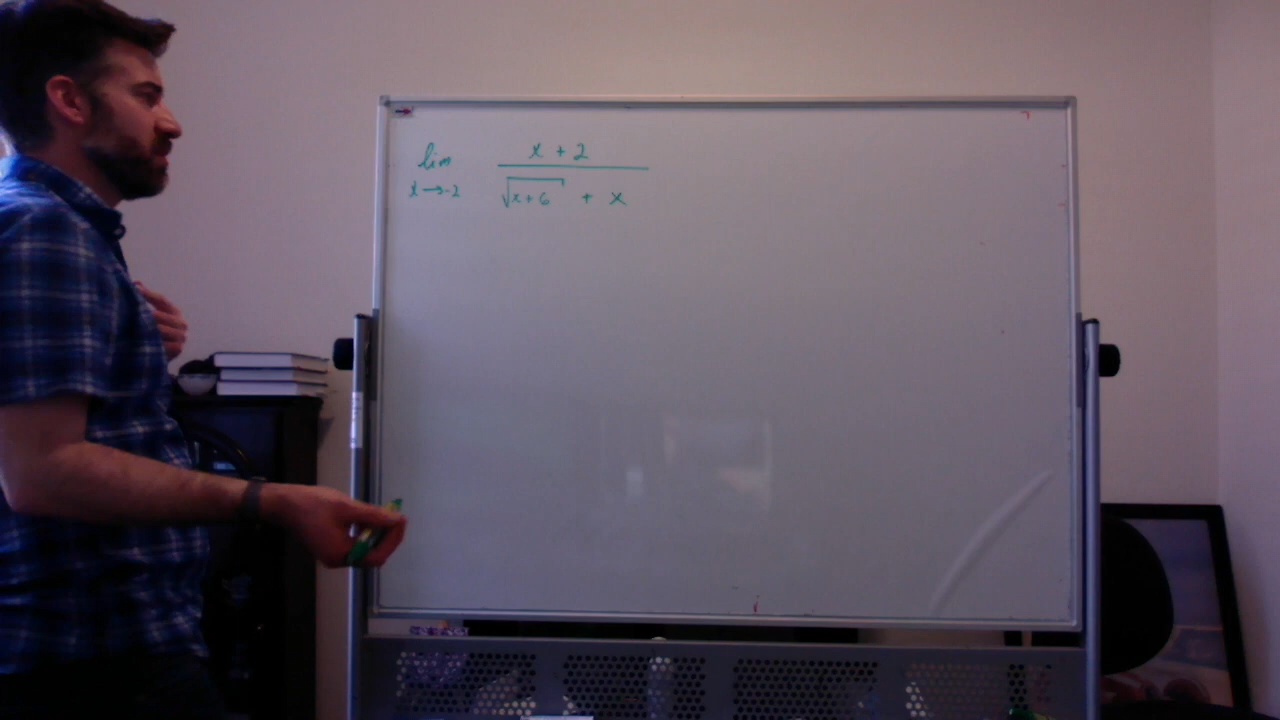 lim x + 2
x→-2 √x+6 + x